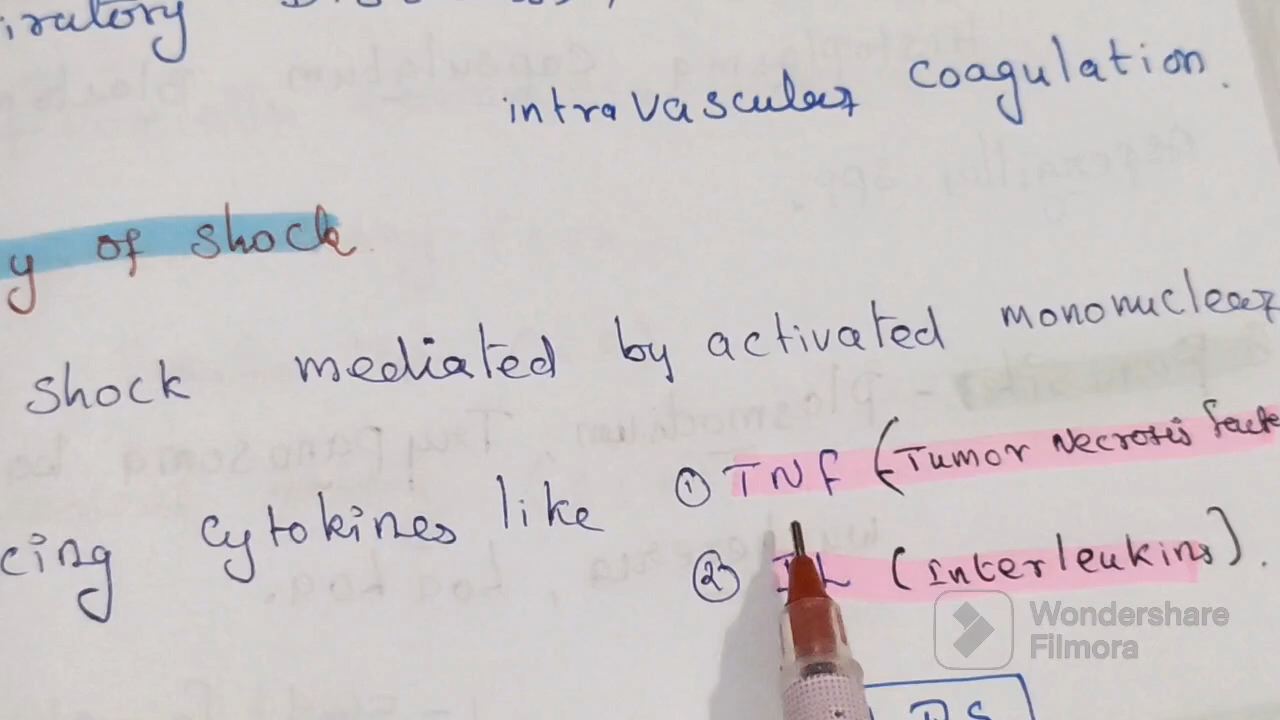 iratory
intravascular coagulation.
y of shock
shock mediated by activated mononuclear
cing cytokines like ① TNF (Tumor Necrosis facto
② IL (Interleukins).
Wondershare
Filmora